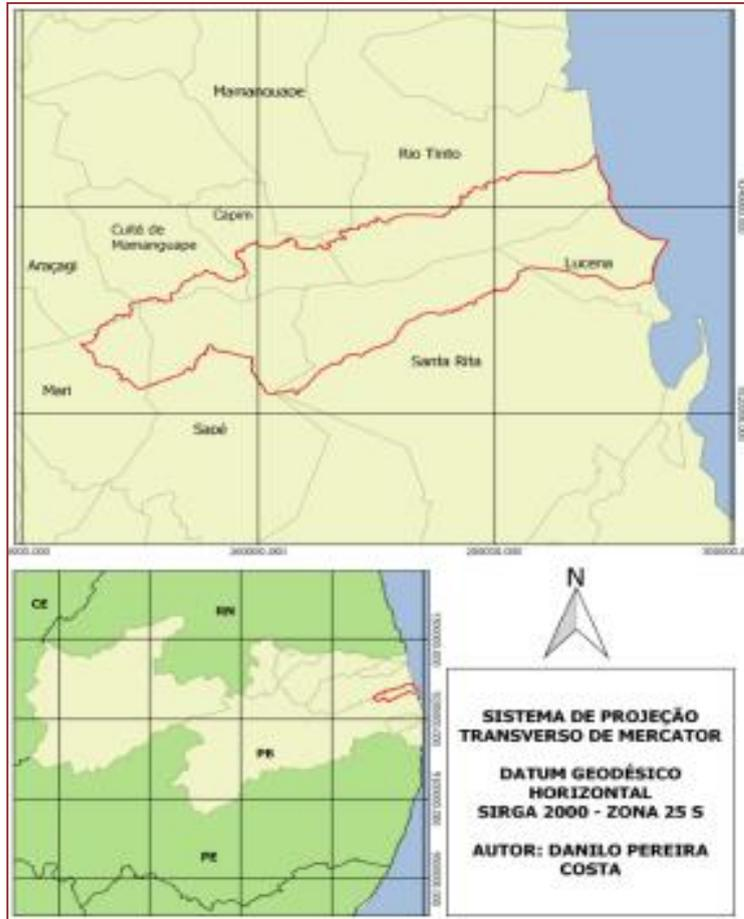 Mamanguape
Rio Tinto
Capim
Cuité de
Mamanguape
Araçagi
Lucena
Santa Rita
Mari
Sapé
CE
RN
PB
PE
N
SISTEMA DE PROJEÇÃO
TRANSVERSO DE MERCATOR
DATUM GEODÉSICO
HORIZONTAL
SIRGA 2000 - ZONA 25 S
AUTOR: DANILO PEREIRA
COSTA